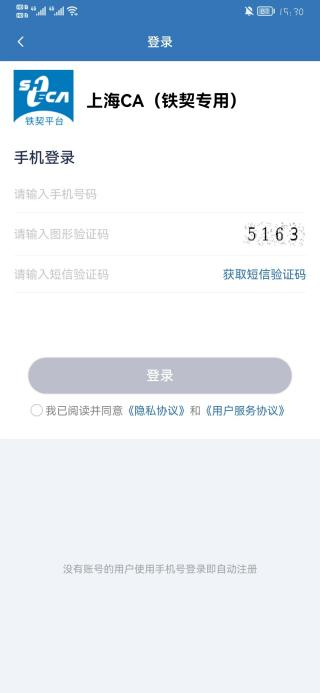 15:30
登录
SHECA
铁契平台
上海CA（铁契专用）
手机登录
请输入手机号码
请输入图形验证码
5163
请输入短信验证码
获取短信验证码
登录
我已阅读并同意《隐私协议》和《用户服务协议》
没有账号的用户使用手机号登录即自动注册